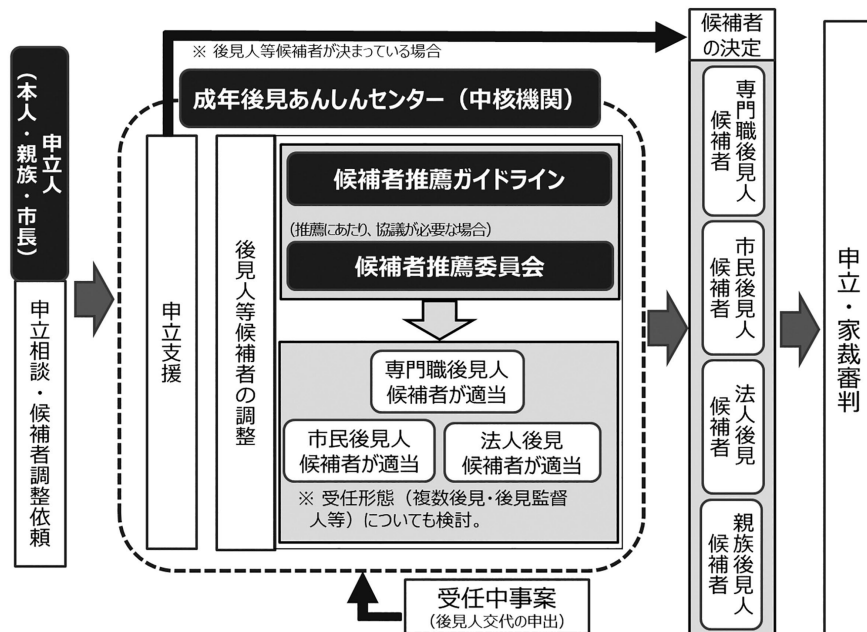 申立人
（本人・親族・市長）
申立相談・候補者調整依頼
※ 後見人等候補者が決まっている場合
成年後見あんしんセンター（中核機関）
申立支援
後見人等候補者の調整
候補者推薦ガイドライン
(推薦にあたり、協議が必要な場合)
候補者推薦委員会
専門職後見人
候補者が適当
市民後見人
候補者が適当
法人後見
候補者が適当
※ 受任形態（複数後見・後見監督
人等）についても検討。
受任中事案
(後見人交代の申出)
候補者
の決定
専門職後見人
候補者
市民後見人
候補者
法人後見
候補者
親族後見人
候補者
申立・家裁審判